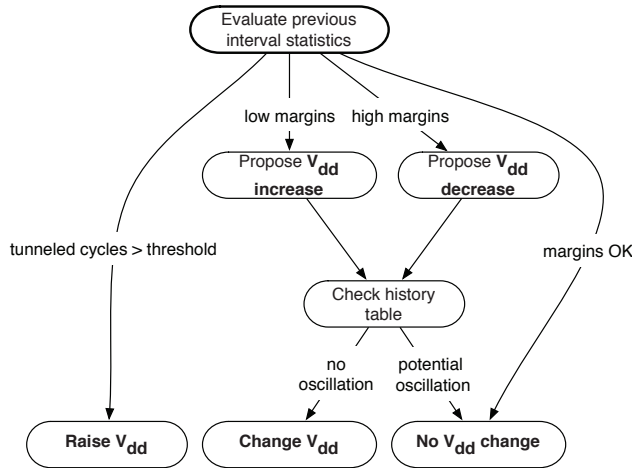 Evaluate previous
interval statistics
low margins
high margins
Propose Vdd
increase
Propose Vdd
decrease
tunneled cycles > threshold
margins OK
Check history
table
no
oscillation
potential
oscillation
Raise Vdd
Change Vdd
No Vdd change